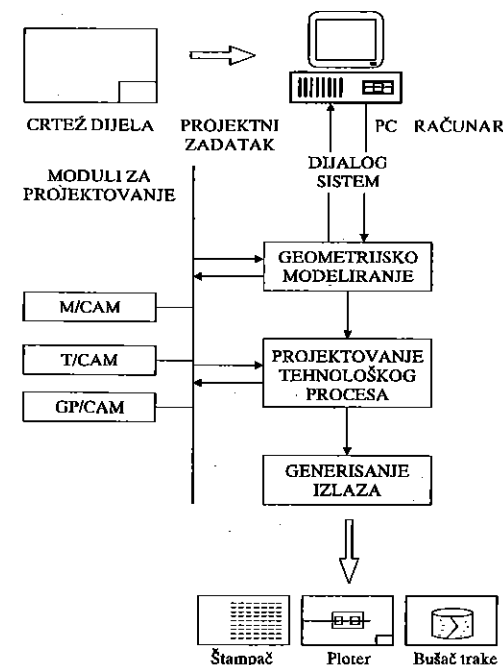 CRTEŽ DIJELA
PROJEKTNI
ZADATAK
PC RAČUNAR
DIJALOG
SISTEM
MODULI ZA
PROJEKTOVANJE
GEOMETRIJSKO
MODELIRANJE
M/CAM
T/CAM
GP/CAM
PROJEKTOVANJE
TEHNOLOŠKOG
PROCESA
GENERISANJE
IZLAZA
Štampač
Ploter
Bušač trake